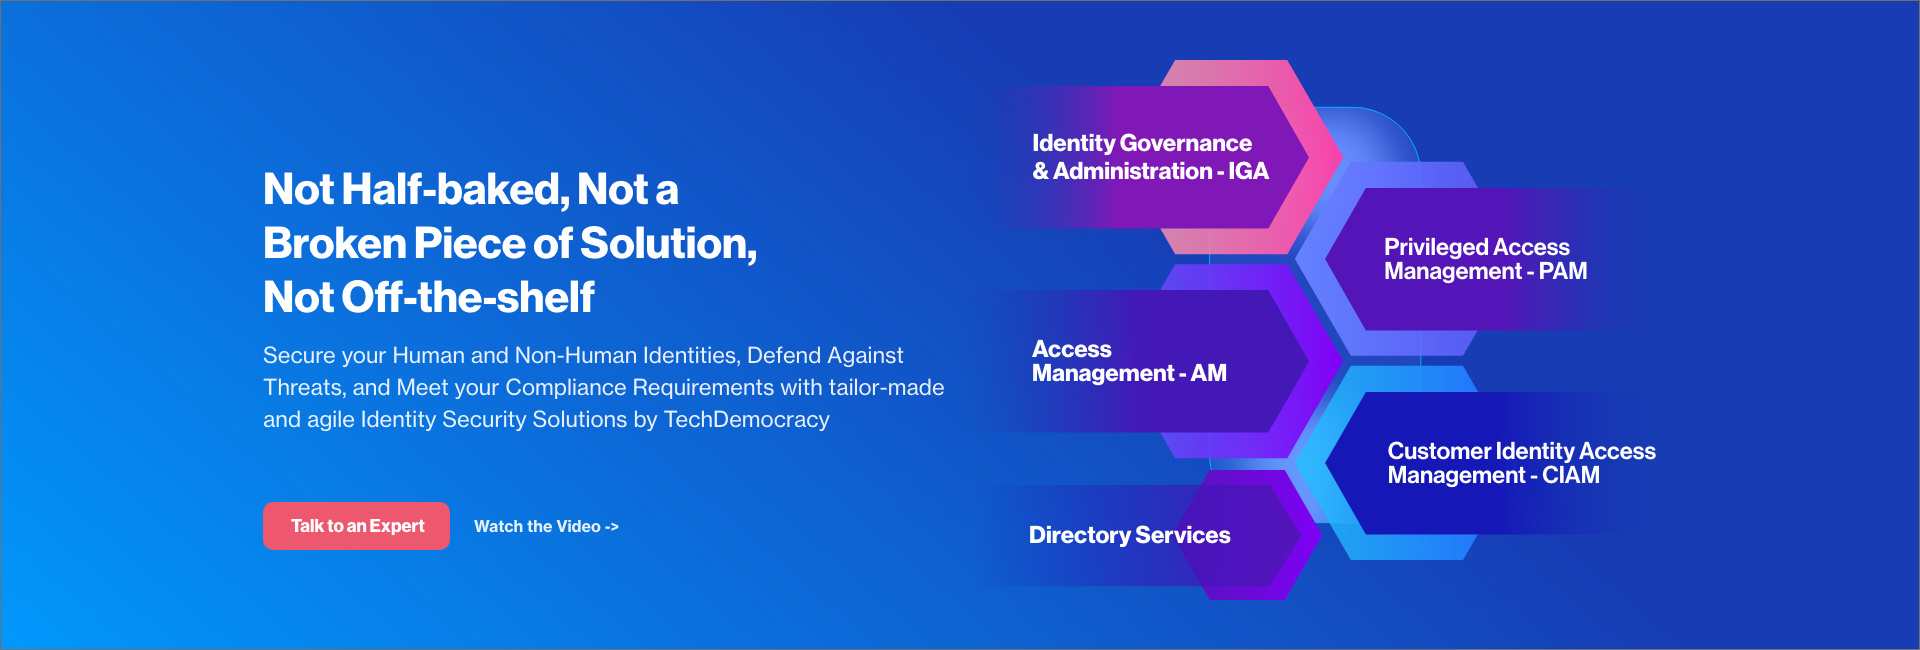 Not Half-baked, Not a
Broken Piece of Solution,
Not Off-the-shelf
Secure your Human and Non-Human Identities, Defend Against
Threats, and Meet your Compliance Requirements with tailor-made
and agile Identity Security Solutions by TechDemocracy
Talk to an Expert
Watch the Video ->
Identity Governance
& Administration - IGA
Privileged Access
Management - PAM
Access
Management - AM
Customer Identity Access
Management - CIAM
Directory Services